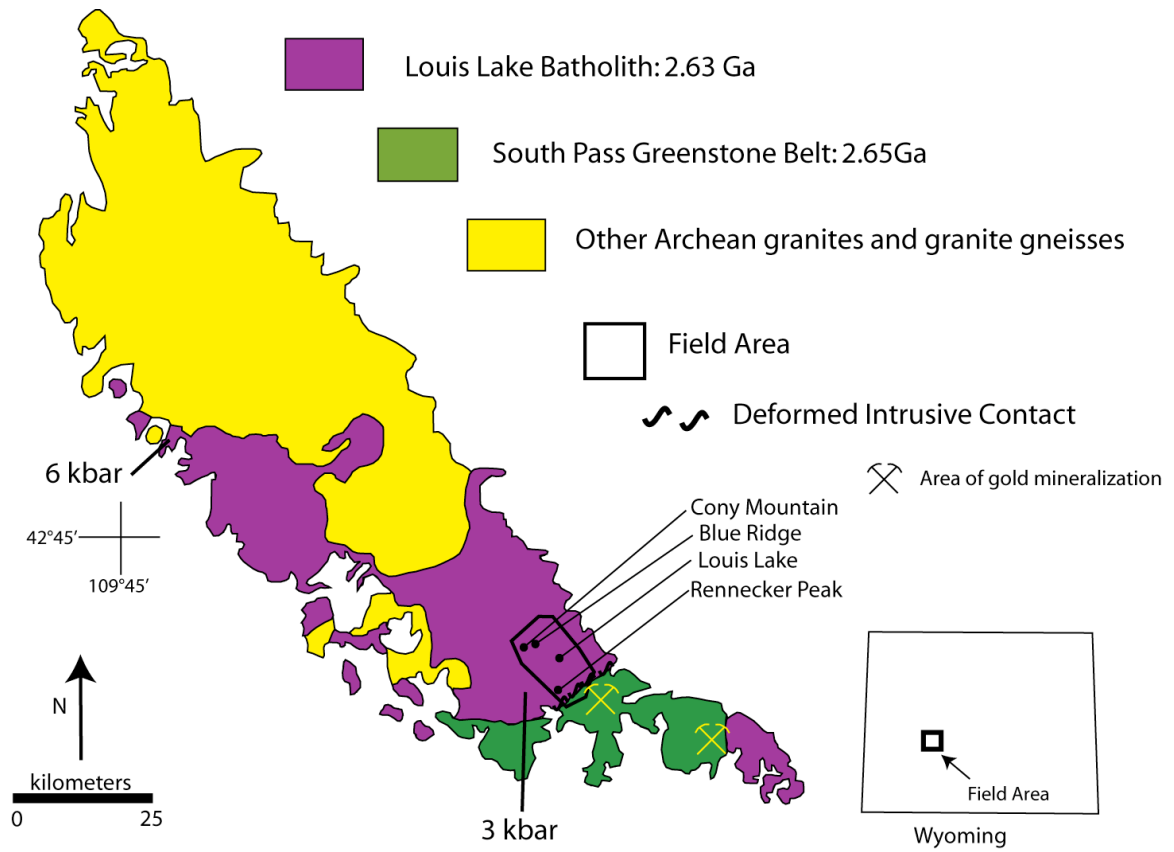 Louis Lake Batholith: 2.63 Ga
South Pass Greenstone Belt: 2.65Ga
Other Archean granites and granite gneisses
Field Area
Deformed Intrusive Contact
Area of gold mineralization
6 kbar
Cony Mountain
Blue Ridge
Louis Lake
Rennecker Peak
42°45′
109°45′
N
kilometers
0 25
3 kbar
Field Area
Wyoming